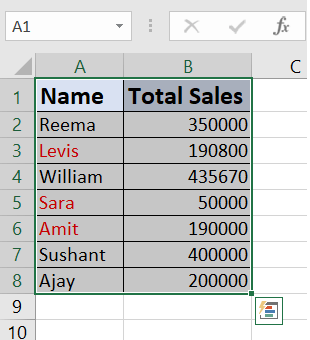 A1 fx
A B C
1 Name Total Sales
2 Reema 350000
3 Levis 190800
4 William 435670
5 Sara 50000
6 Amit 190000
7 Sushant 400000
8 Ajay 200000
9
10